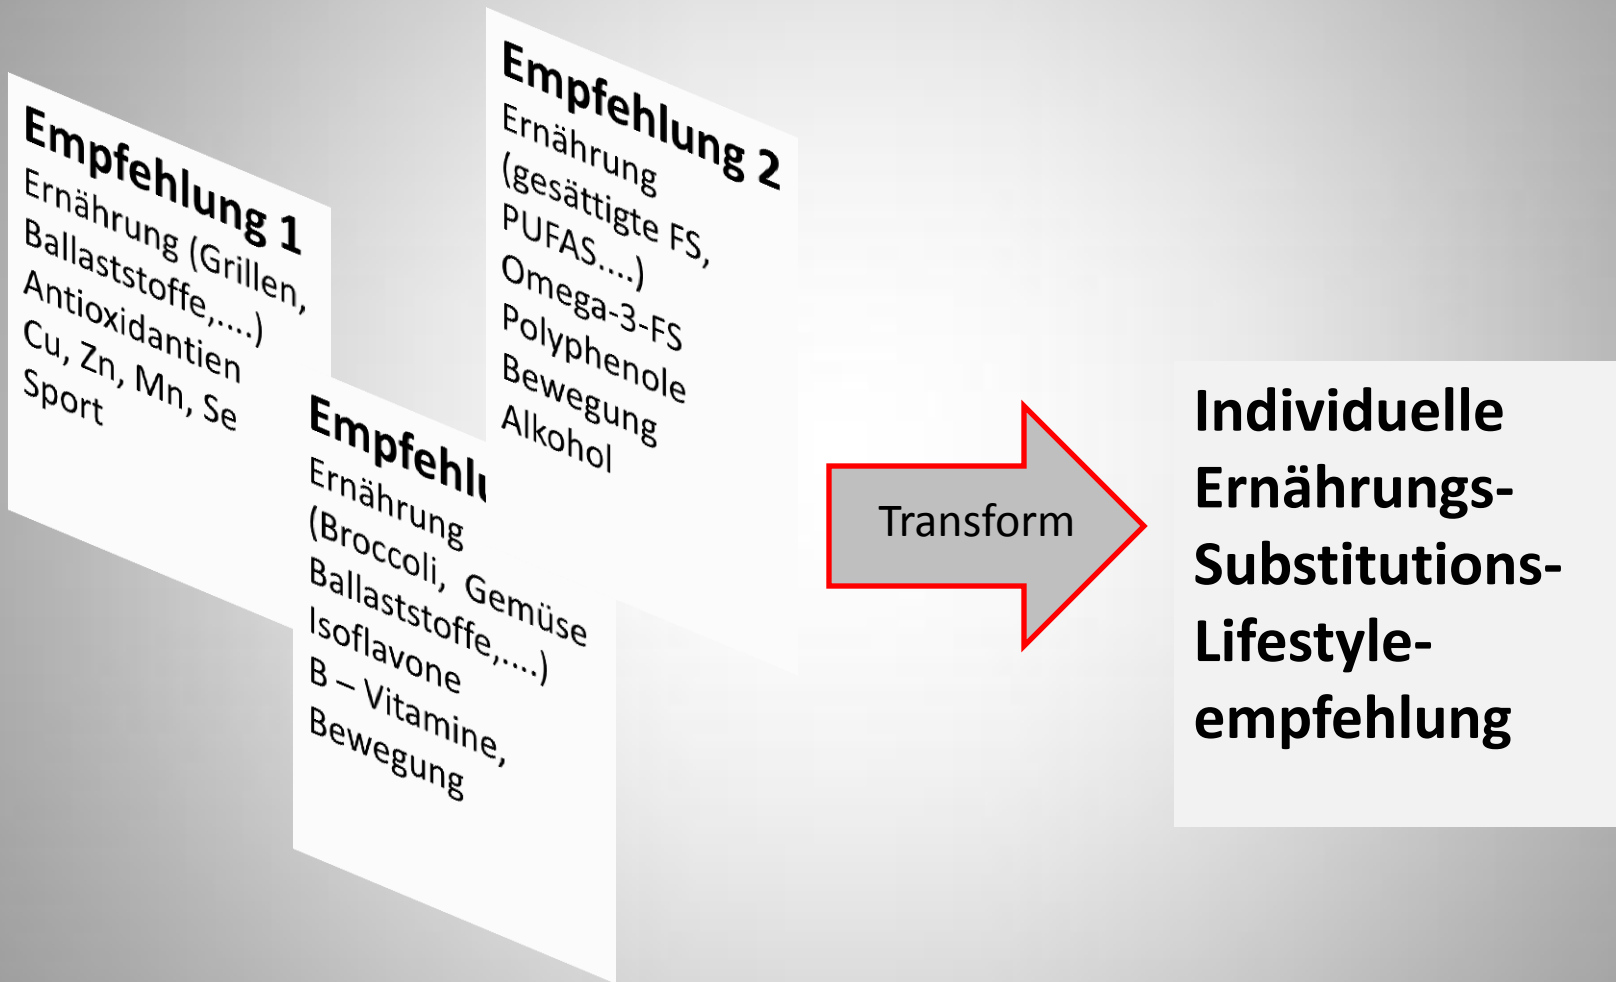 Empfehlung 1
Ernährung (Grillen,
Ballaststoffe,....)
Antioxidantien
Cu, Zn, Mn, Se
Sport
Empfehlung 2
Ernährung
(gesättigte FS,
PUFAS....)
Omega-3-FS
Polyphenole
Bewegung
Alkohol
Ernährung
(Broccoli, Gemüse
Ballaststoffe,....)
Isoflavone
B – Vitamine,
Bewegung
Transform
Individuelle
Ernährungs-
Substitutions-
Lifestyle-
empfehlung